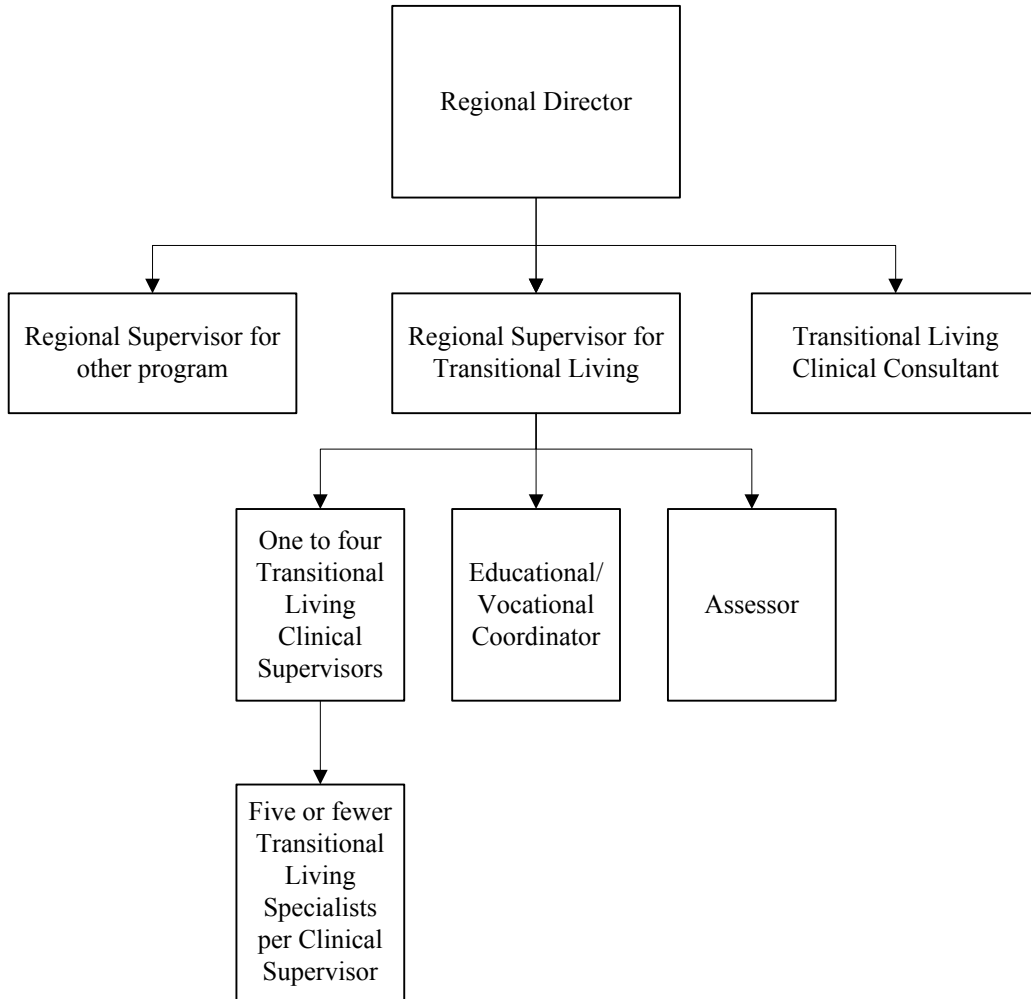 Regional Director
Regional Supervisor for
other program
Regional Supervisor for
Transitional Living
Transitional Living
Clinical Consultant
One to four
Transitional
Living
Clinical
Supervisors
Educational/
Vocational
Coordinator
Assessor
Five or fewer
Transitional
Living
Specialists
per Clinical
Supervisor